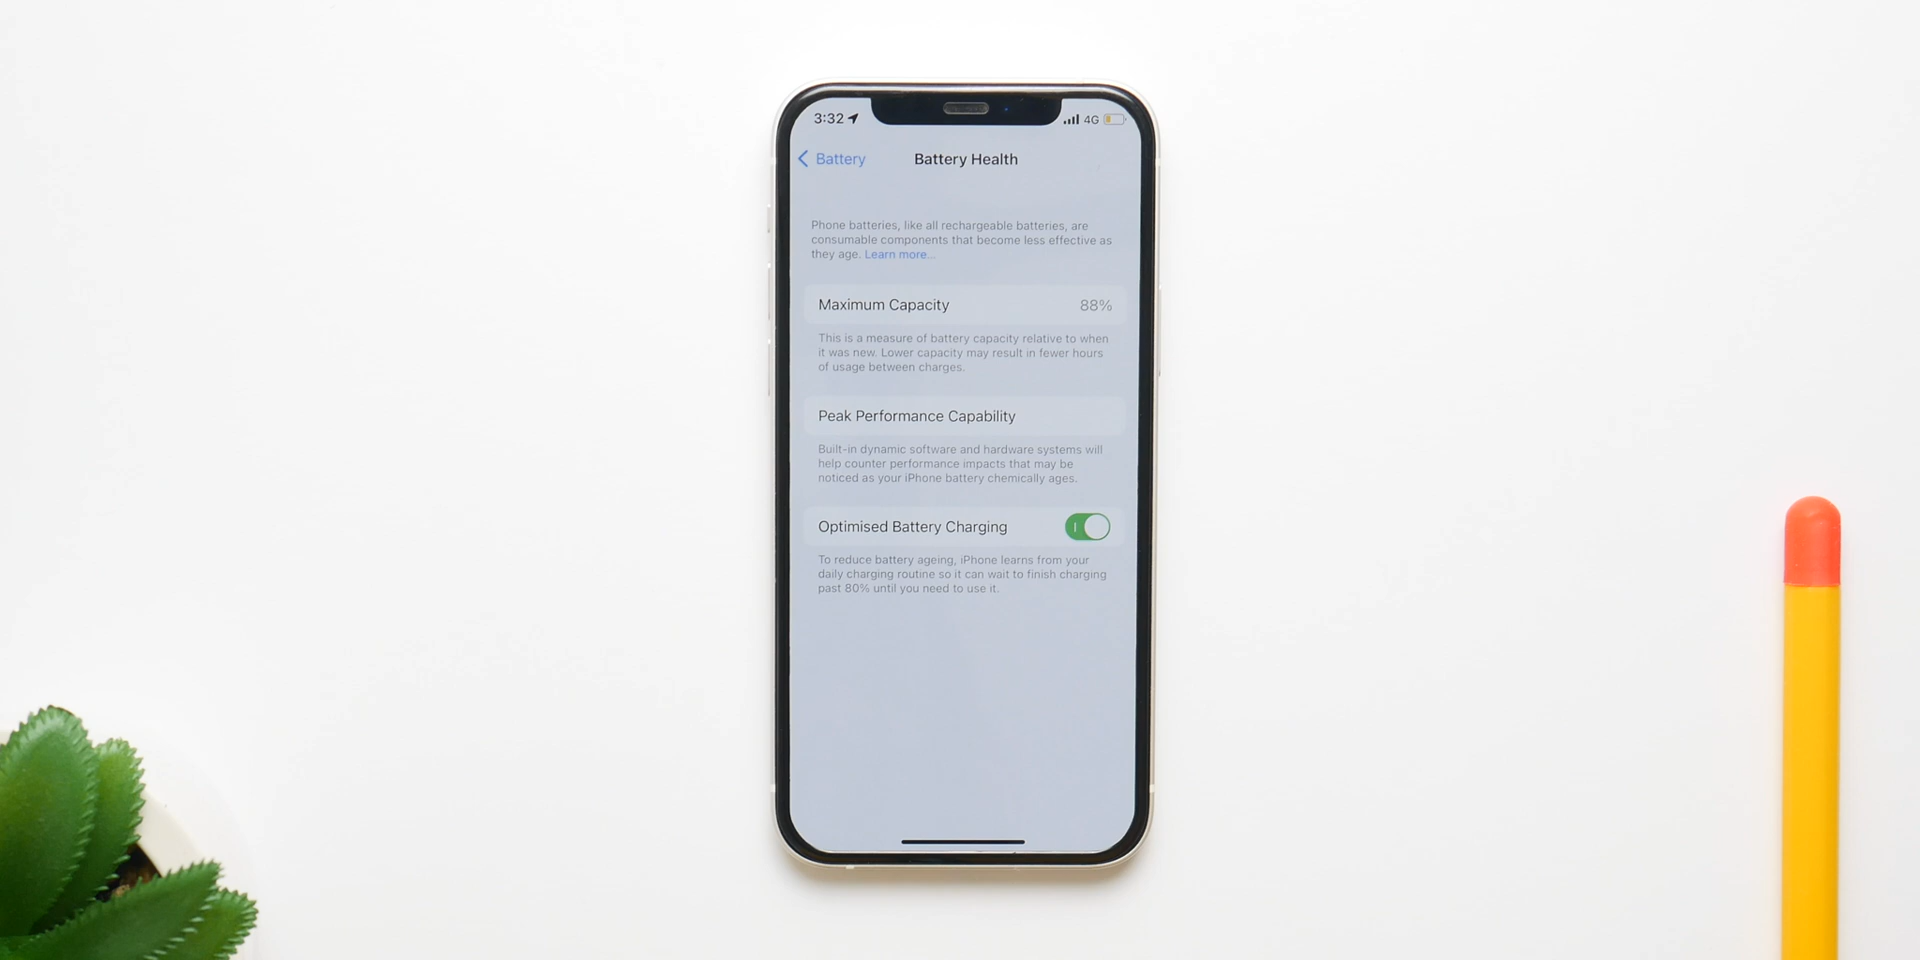 3:32
4G
Battery
Battery Health
Phone batteries, like all rechargeable batteries, are
consumable components that become less effective as
they age. Learn more...
Maximum Capacity 88%
This is a measure of battery capacity relative to when
it was new. Lower capacity may result in fewer hours
of usage between charges.
Peak Performance Capability
Built-in dynamic software and hardware systems will
help counter performance impacts that may be
noticed as your iPhone battery chemically ages.
Optimised Battery Charging
To reduce battery ageing, iPhone learns from your
daily charging routine so it can wait to finish charging
past 80% until you need to use it.